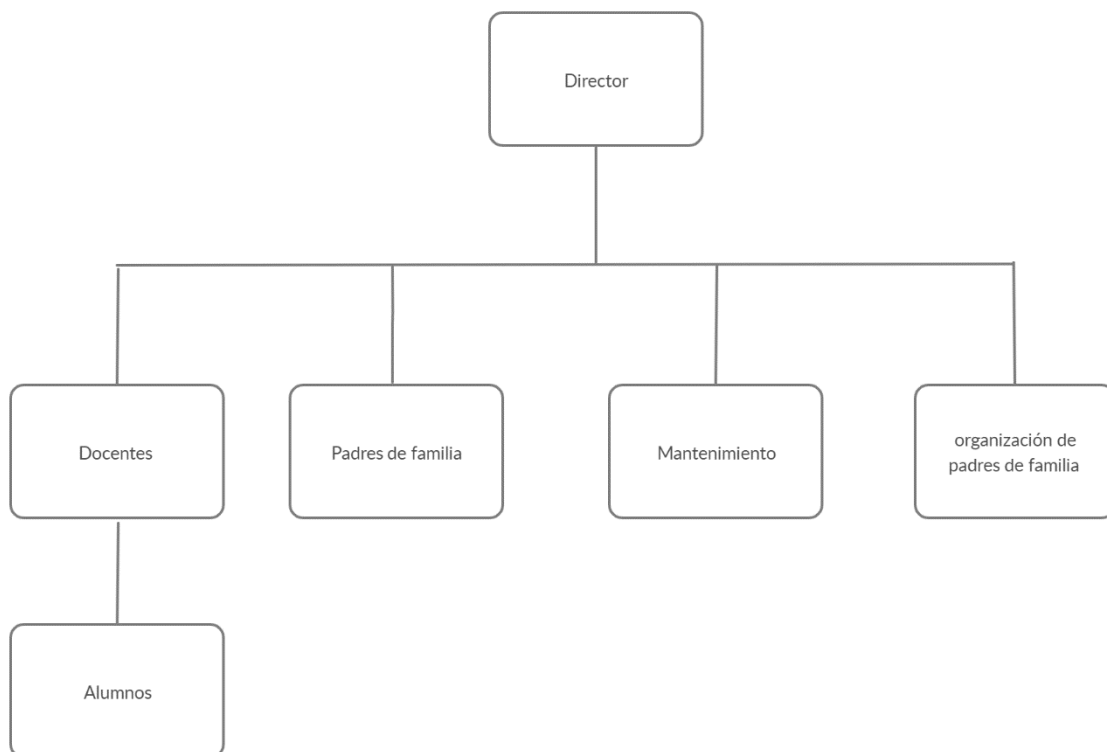 Director
Docentes
Padres de familia
Mantenimiento
organización de
padres de familia
Alumnos